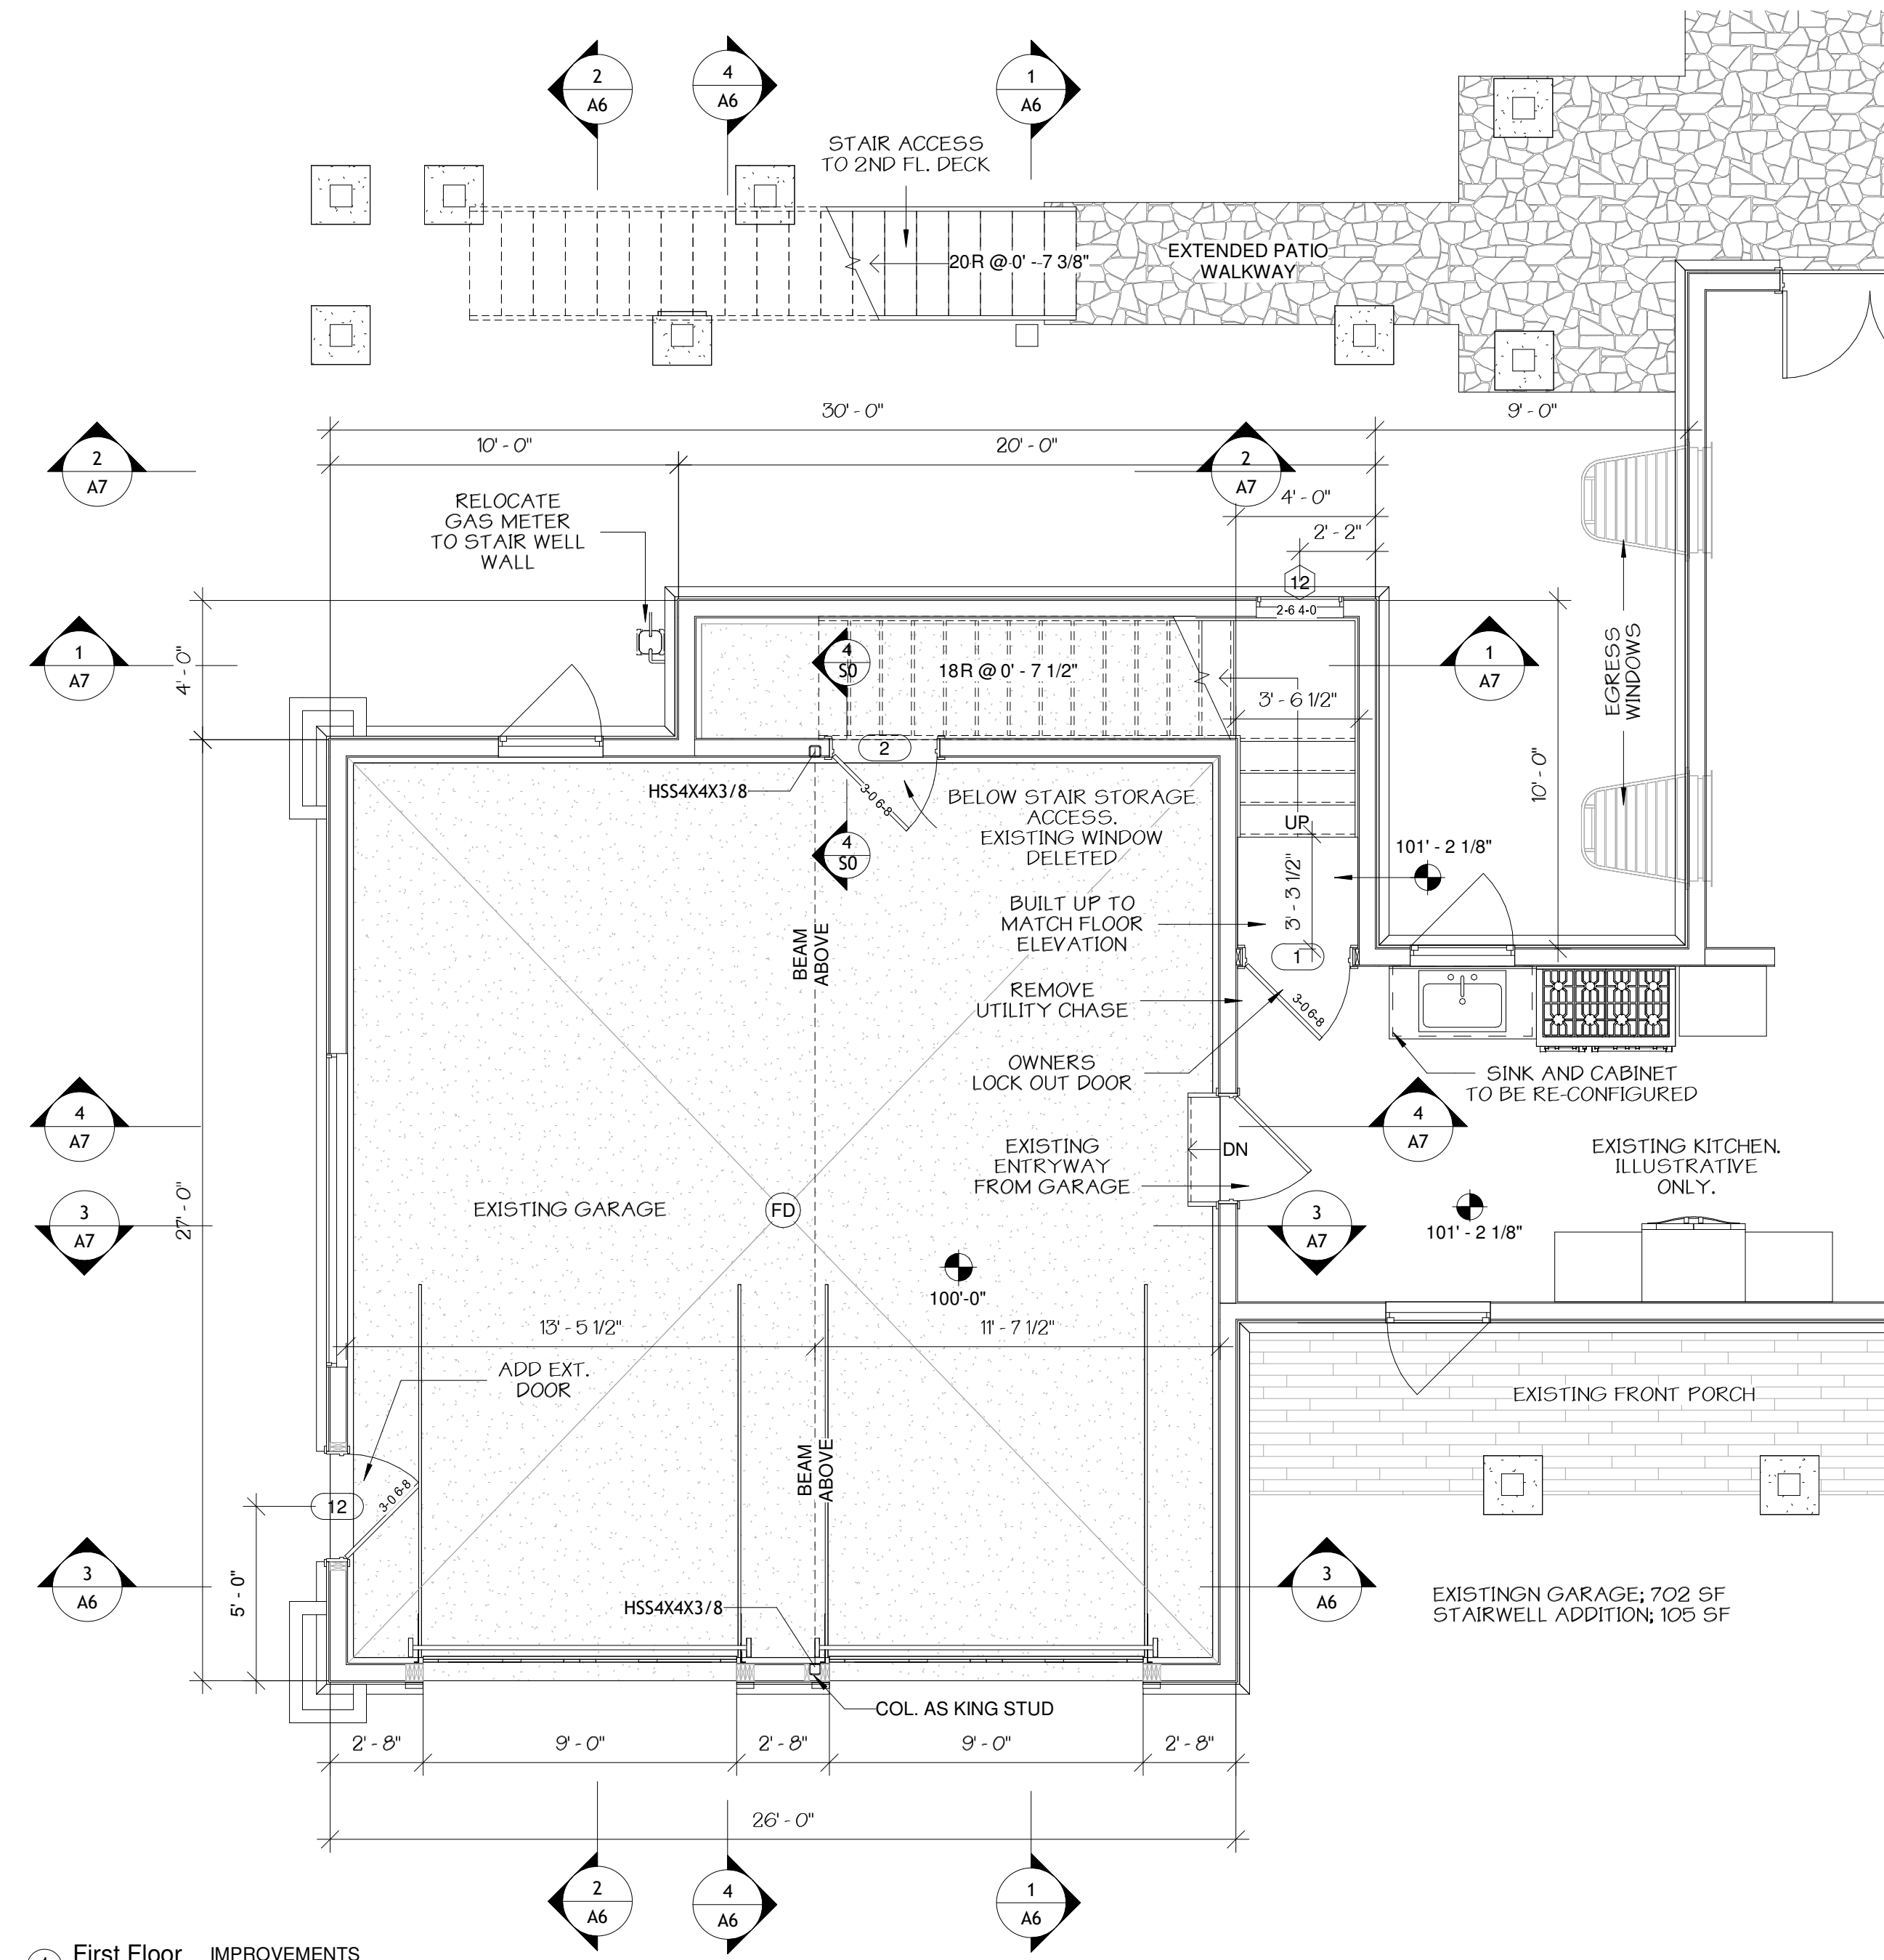 2
A6
4
A6
1
A6
STAIR ACCESS
TO 2ND FL. DECK
20R @ 0' - 7 3/8"
EXTENDED PATIO
WALKWAY
30' - 0"
9' - 0"
10' - 0"
20' - 0"
2
A7
2
A7
4' - 0"
2' - 2"
RELOCATE
GAS METER
TO STAIR WELL
WALL
12
2-6 4-0
1
A7
4' - 0"
4
S0
18R @ 0' - 7 1/2"
3' - 6 1/2"
1
A7
EGRESS
WINDOWS
10' - 0"
2
HSS4X4X3/8
3-0 6-8
BELOW STAIR STORAGE
ACCESS.
EXISTING WINDOW
DELETED
4
S0
UP
101' - 2 1/8"
3' - 3 1/2"
BUILT UP TO
MATCH FLOOR
ELEVATION
BEAM
ABOVE
1
REMOVE
UTILITY CHASE
3-0 6-8
OWNERS
LOCK OUT DOOR
SINK AND CABINET
TO BE RE-CONFIGURED
4
A7
4
A7
EXISTING
ENTRYWAY
FROM GARAGE
DN
EXISTING KITCHEN.
ILLUSTRATIVE
ONLY.
3
A7
27' - 0"
EXISTING GARAGE
FD
3
A7
101' - 2 1/8"
100'-0"
13' - 5 1/2"
11' - 7 1/2"
ADD EXT.
DOOR
EXISTING FRONT PORCH
BEAM
ABOVE
12
3-0 6-8
3
A6
5' - 0"
HSS4X4X3/8
3
A6
EXISTINGN GARAGE; 702 SF
STAIRWELL ADDITION; 105 SF
COL. AS KING STUD
2' - 8"
9' - 0"
2' - 8"
9' - 0"
2' - 8"
26' - 0"
2
A6
4
A6
1
A6
First Floor
IMPROVEMENTS